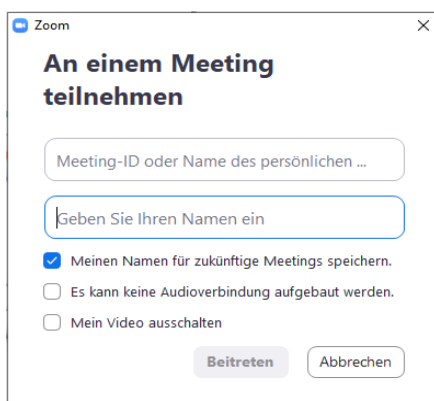 Zoom
An einem Meeting
teilnehmen
Meeting-ID oder Name des persönlichen ...
Geben Sie Ihren Namen ein
Meinen Namen für zukünftige Meetings speichern.
Es kann keine Audioverbindung aufgebaut werden.
Mein Video ausschalten
Beitreten Abbrechen